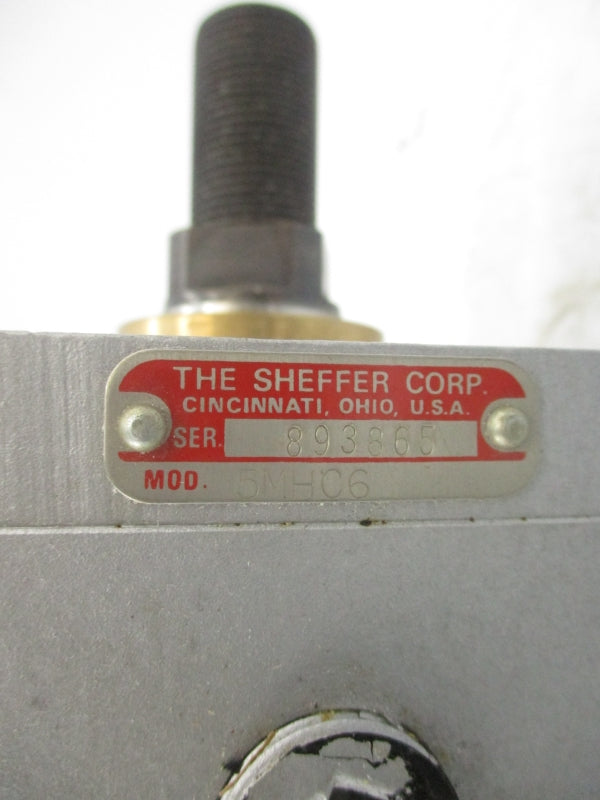 THE SHEFFER CORP.
CINCINNATI, OHIO, U.S.A.
SER. 893865
MOD. 5MHC6